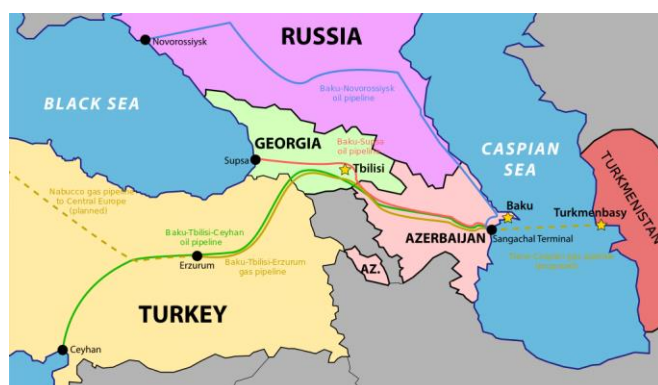 RUSSIA
Novorossiysk
Baku-Novorossiysk
oil pipeline
BLACK SEA
GEORGIA
Baku-Supsa
oil pipeline
Supsa
Tbilisi
CASPIAN
SEA
TURKMENISTAN
Nabucco gas pipeline
to Central Europe
(planned)
Baku
Turkmenbasy
Baku-Tbilisi-Ceyhan
oil pipeline
AZERBAIJAN
Sangachal Terminal
Erzurum
Baku-Tbilisi-Erzurum
gas pipeline
AZ.
TURKEY
Ceyhan